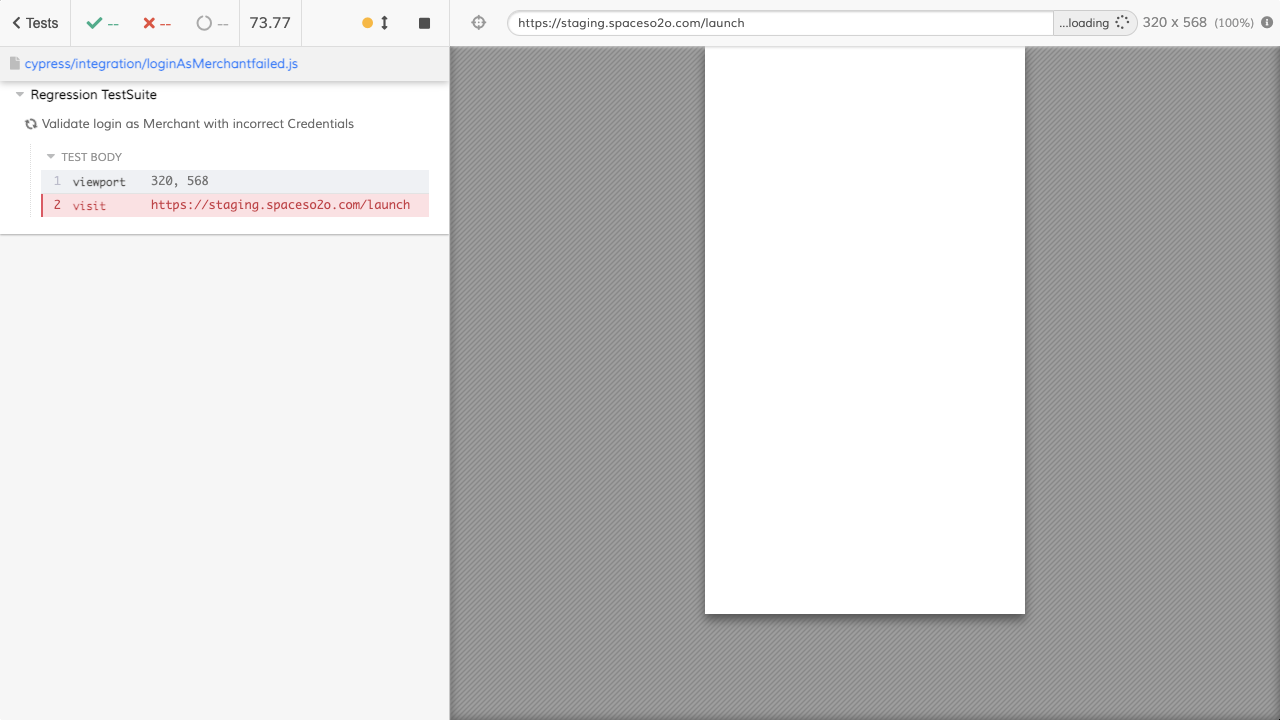 Tests -- -- -- 73.77
https://staging.spaceso2o.com/launch ...loading 320 x 568 (100%)
cypress/integration/loginAsMerchantfailed.js
Regression TestSuite
Validate login as Merchant with incorrect Credentials
TEST BODY
1 viewport 320, 568
2 visit https://staging.spaceso2o.com/launch